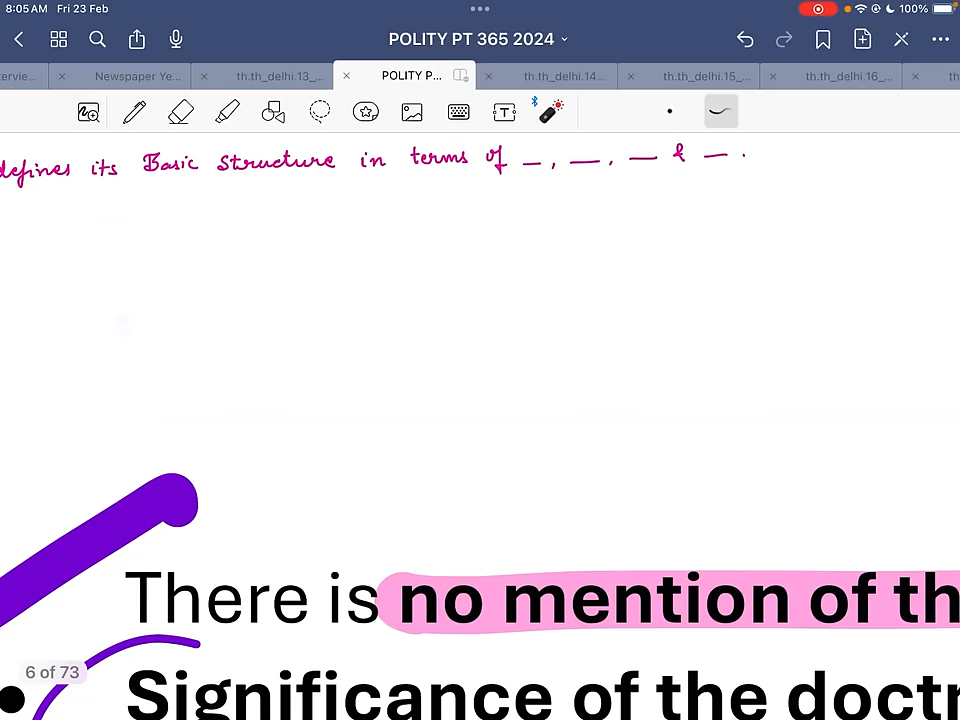 8:05 AM Fri 23 Feb 100%
POLITY PT 365 2024
tervie... Newspaper Ye... th.th_delhi.13_... POLITY P... th.th_delhi.14... th.th_delhi.15_... th.th_delhi.16_... th
defines its Basic Structure in terms of _, _, _ & _.
There is no mention of th
Significance of the doctr
6 of 73